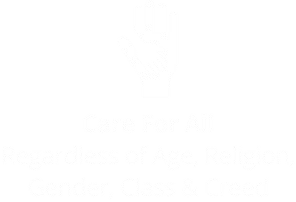 Care For All
Regardless of Age, Religion,
Gender, Class & Creed